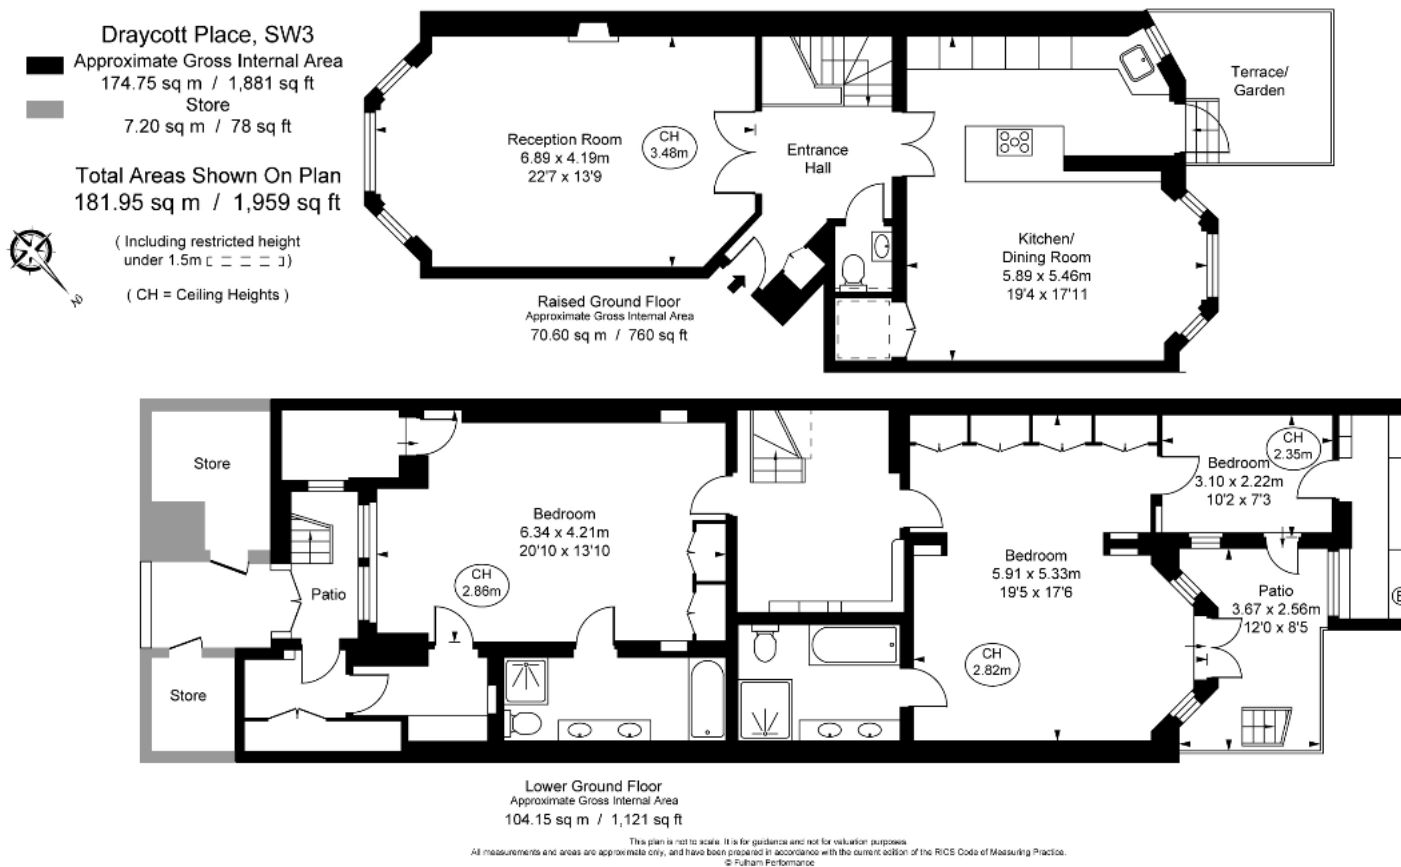 Draycott Place, SW3
Approximate Gross Internal Area
174.75 sq m / 1,881 sq ft
Store
7.20 sq m / 78 sq ft
Total Areas Shown On Plan
181.95 sq m / 1,959 sq ft
( Including restricted height
under 1.5m )
( CH = Ceiling Heights )
Reception Room
6.89 x 4.19m
22'7 x 13'9
CH
3.48m
Entrance
Hall
Terrace/
Garden
Kitchen/
Dining Room
5.89 x 5.46m
19'4 x 17'11
Raised Ground Floor
Approximate Gross Internal Area
70.60 sq m / 760 sq ft
Store
Patio
Store
Bedroom
6.34 x 4.21m
20'10 x 13'10
CH
2.86m
Bedroom
5.91 x 5.33m
19'5 x 17'6
CH
2.82m
CH
2.35m
Bedroom
3.10 x 2.22m
10'2 x 7'3
Patio
3.67 x 2.56m
12'0 x 8'5
Lower Ground Floor
Approximate Gross Internal Area
104.15 sq m / 1,121 sq ft
This plan is not to scale. It is for guidance and not for valuation purposes.
All measurements and areas are approximate only, and have been prepared in accordance with the current edition of the RICS Code of Measuring Practice.
© Fulham Performance